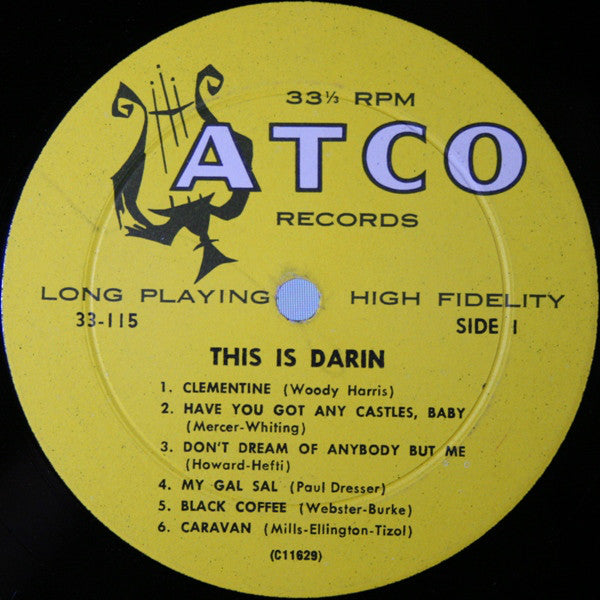 33⅓ RPM
ATCO
RECORDS
LONG PLAYING HIGH FIDELITY
33-115 SIDE 1
THIS IS DARIN
1. CLEMENTINE (Woody Harris)
2. HAVE YOU GOT ANY CASTLES, BABY
(Mercer-Whiting)
3. DON'T DREAM OF ANYBODY BUT ME
(Howard-Hefti)
4. MY GAL SAL (Paul Dresser)
5. BLACK COFFEE (Webster-Burke)
6. CARAVAN (Mills-Ellington-Tizol)
(C11629)